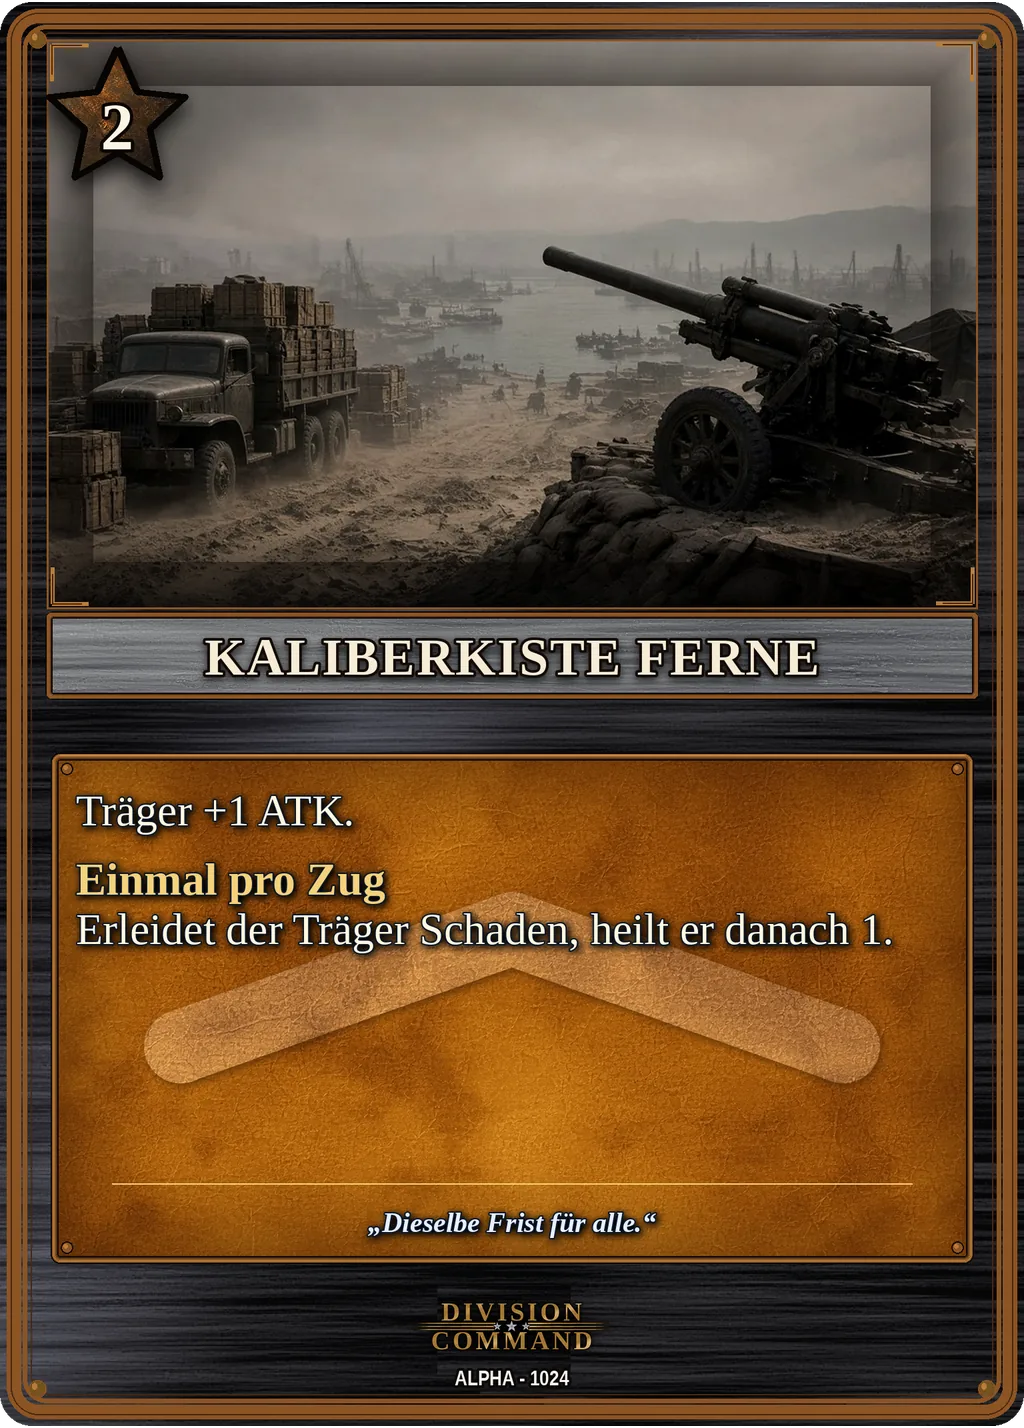 2
KALIBERKISTE FERNE
Träger +1 ATK.
Einmal pro Zug
Erleidet der Träger Schaden, heilt er danach 1.
„Dieselbe Frist für alle.“
DIVISION
COMMAND
ALPHA - 1024